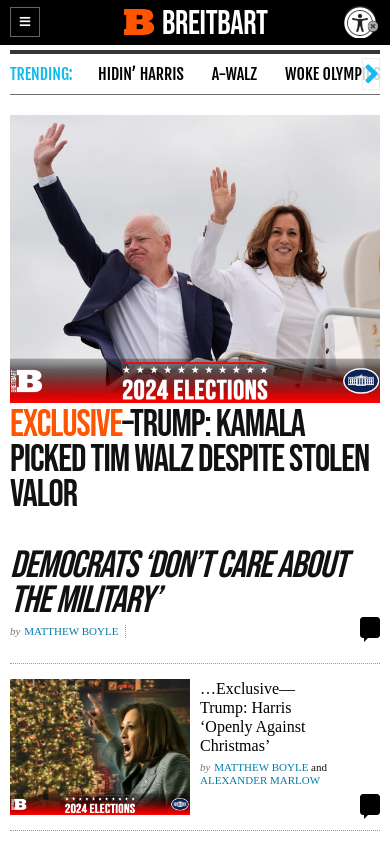 BREITBART
TRENDING:
HIDIN’ HARRIS
A-WALZ
WOKE OLYMP
2024 ELECTIONS
EXCLUSIVE–TRUMP: KAMALA
PICKED TIM WALZ DESPITE STOLEN
VALOR
DEMOCRATS ‘DON’T CARE ABOUT
THE MILITARY’
by MATTHEW BOYLE
…Exclusive—
Trump: Harris
‘Openly Against
Christmas’
by MATTHEW BOYLE and
ALEXANDER MARLOW
2024 ELECTIONS